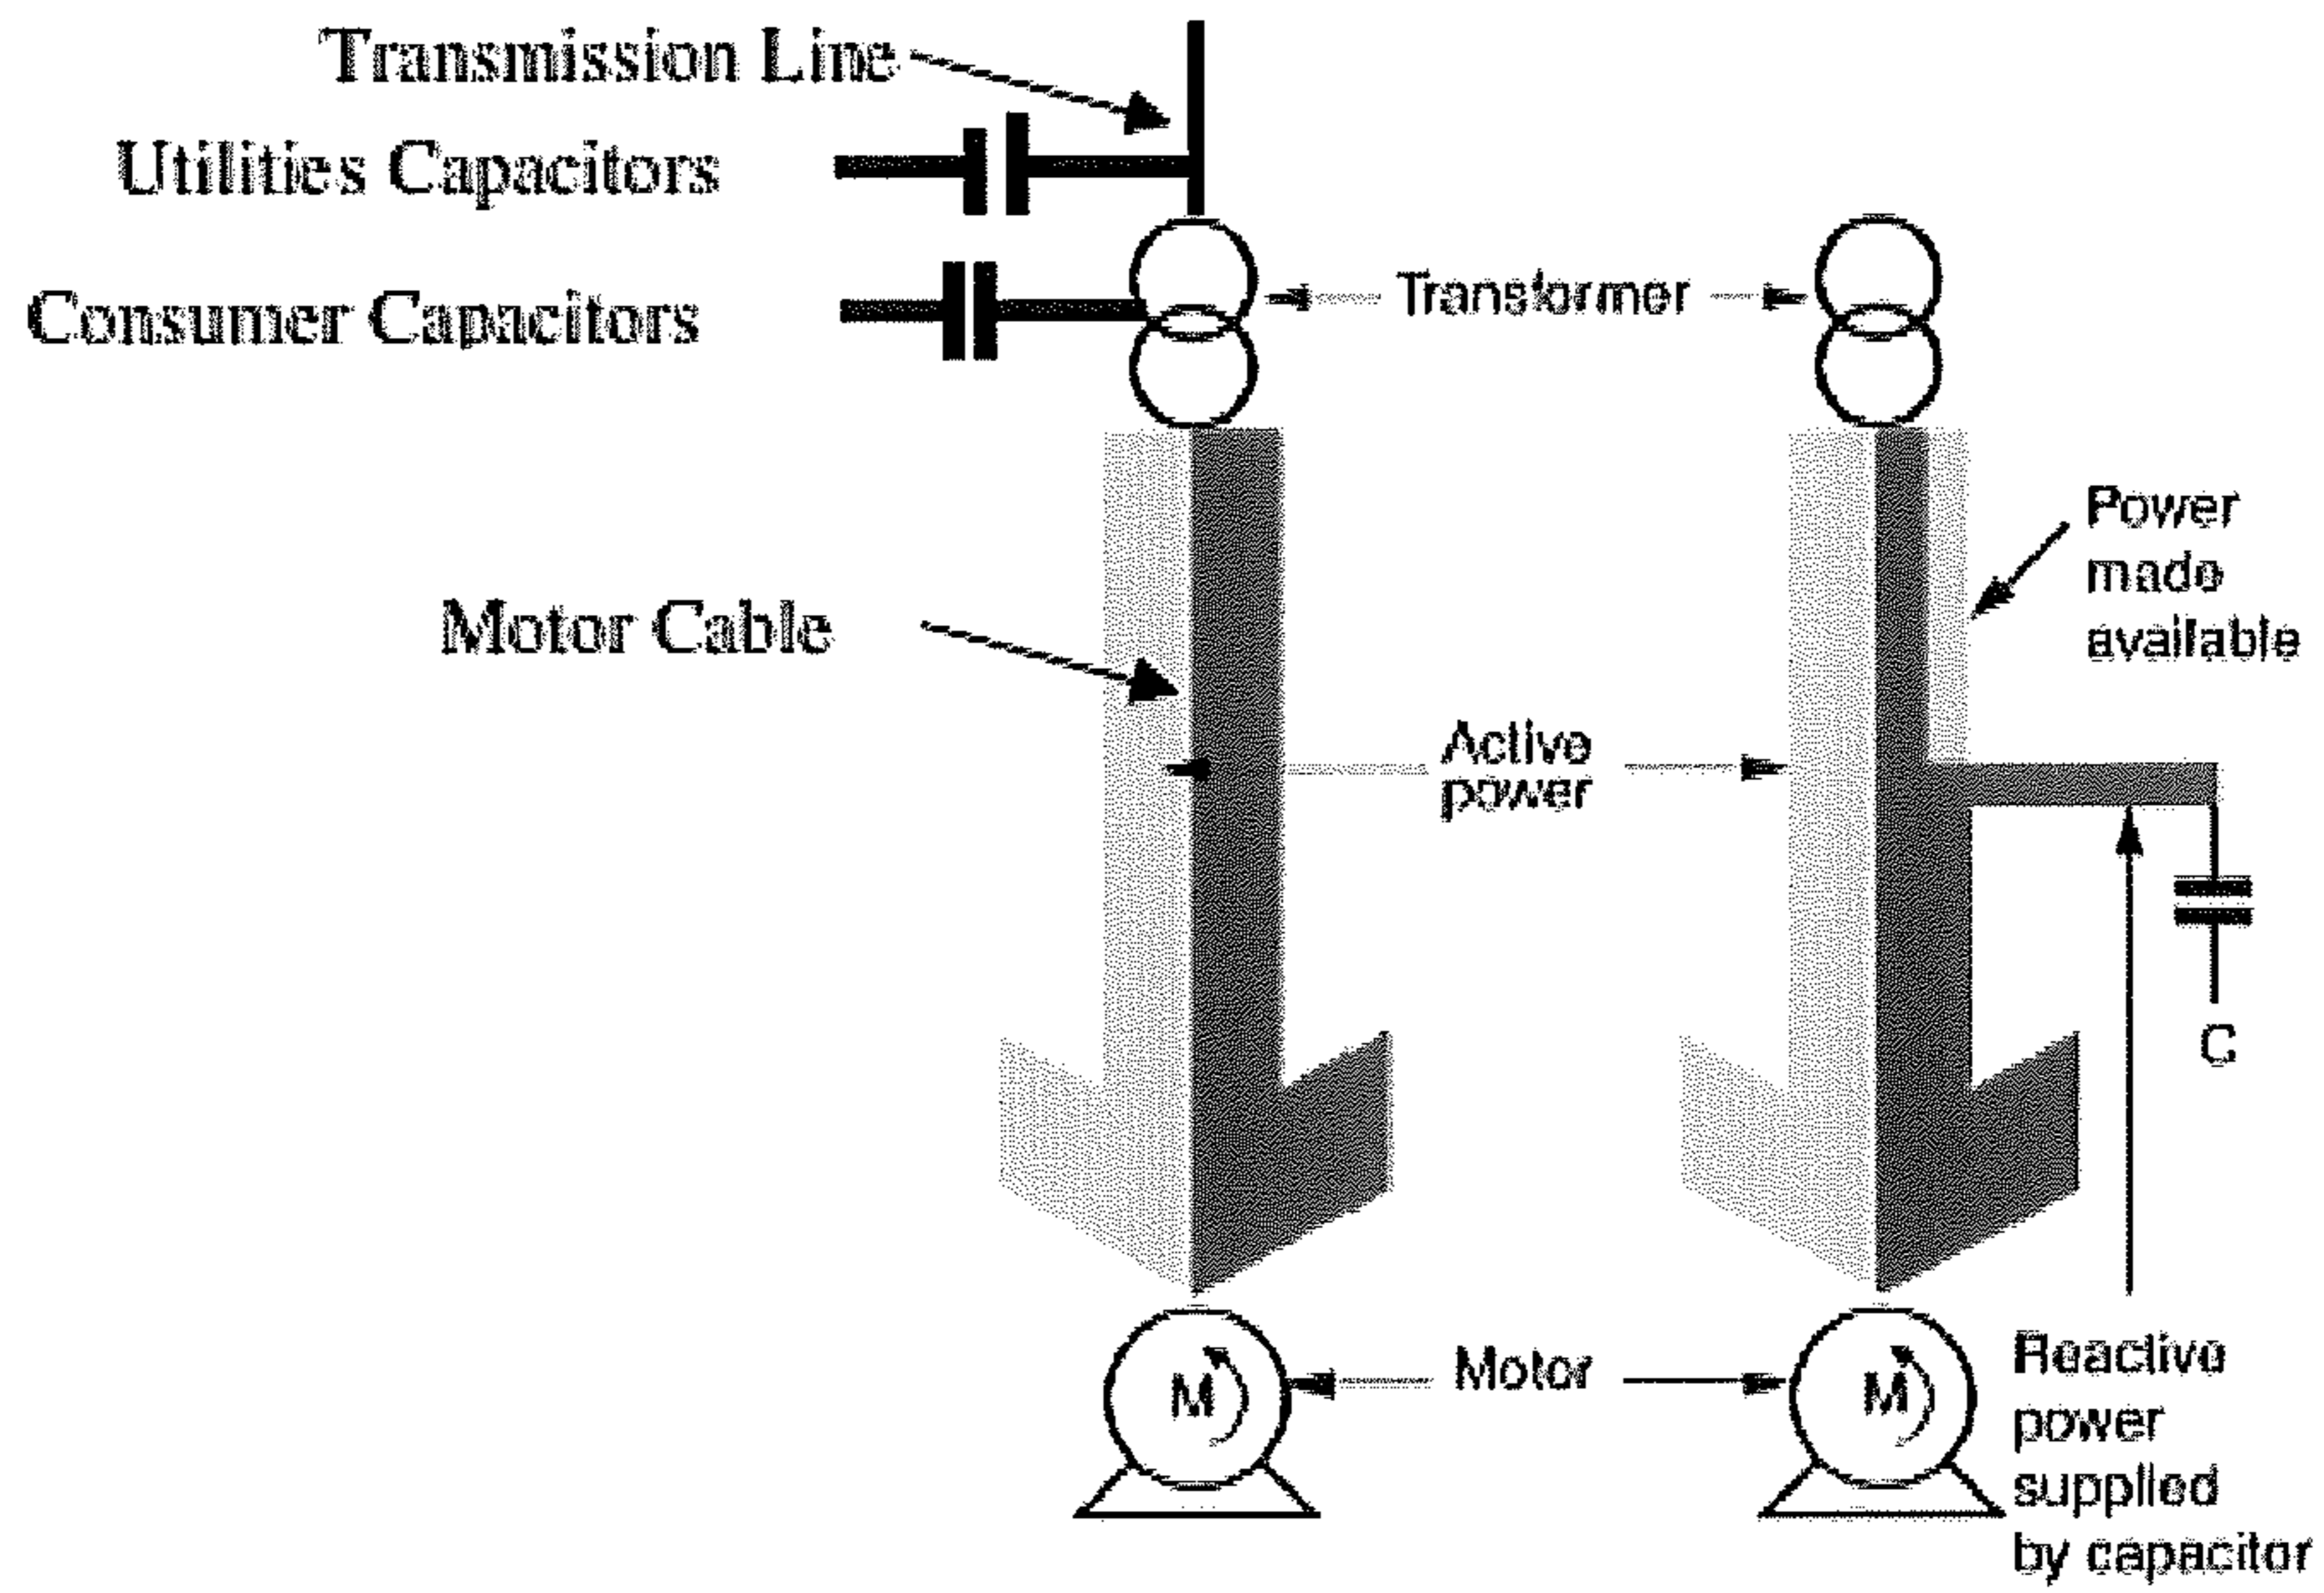 Transmission Line
Utilities Capacitors
Consumer Capacitors
Transformer
Power
made
available
Motor Cable
Active
power
C
Motor
M
M
Reactive
power
supplied
by capacitor